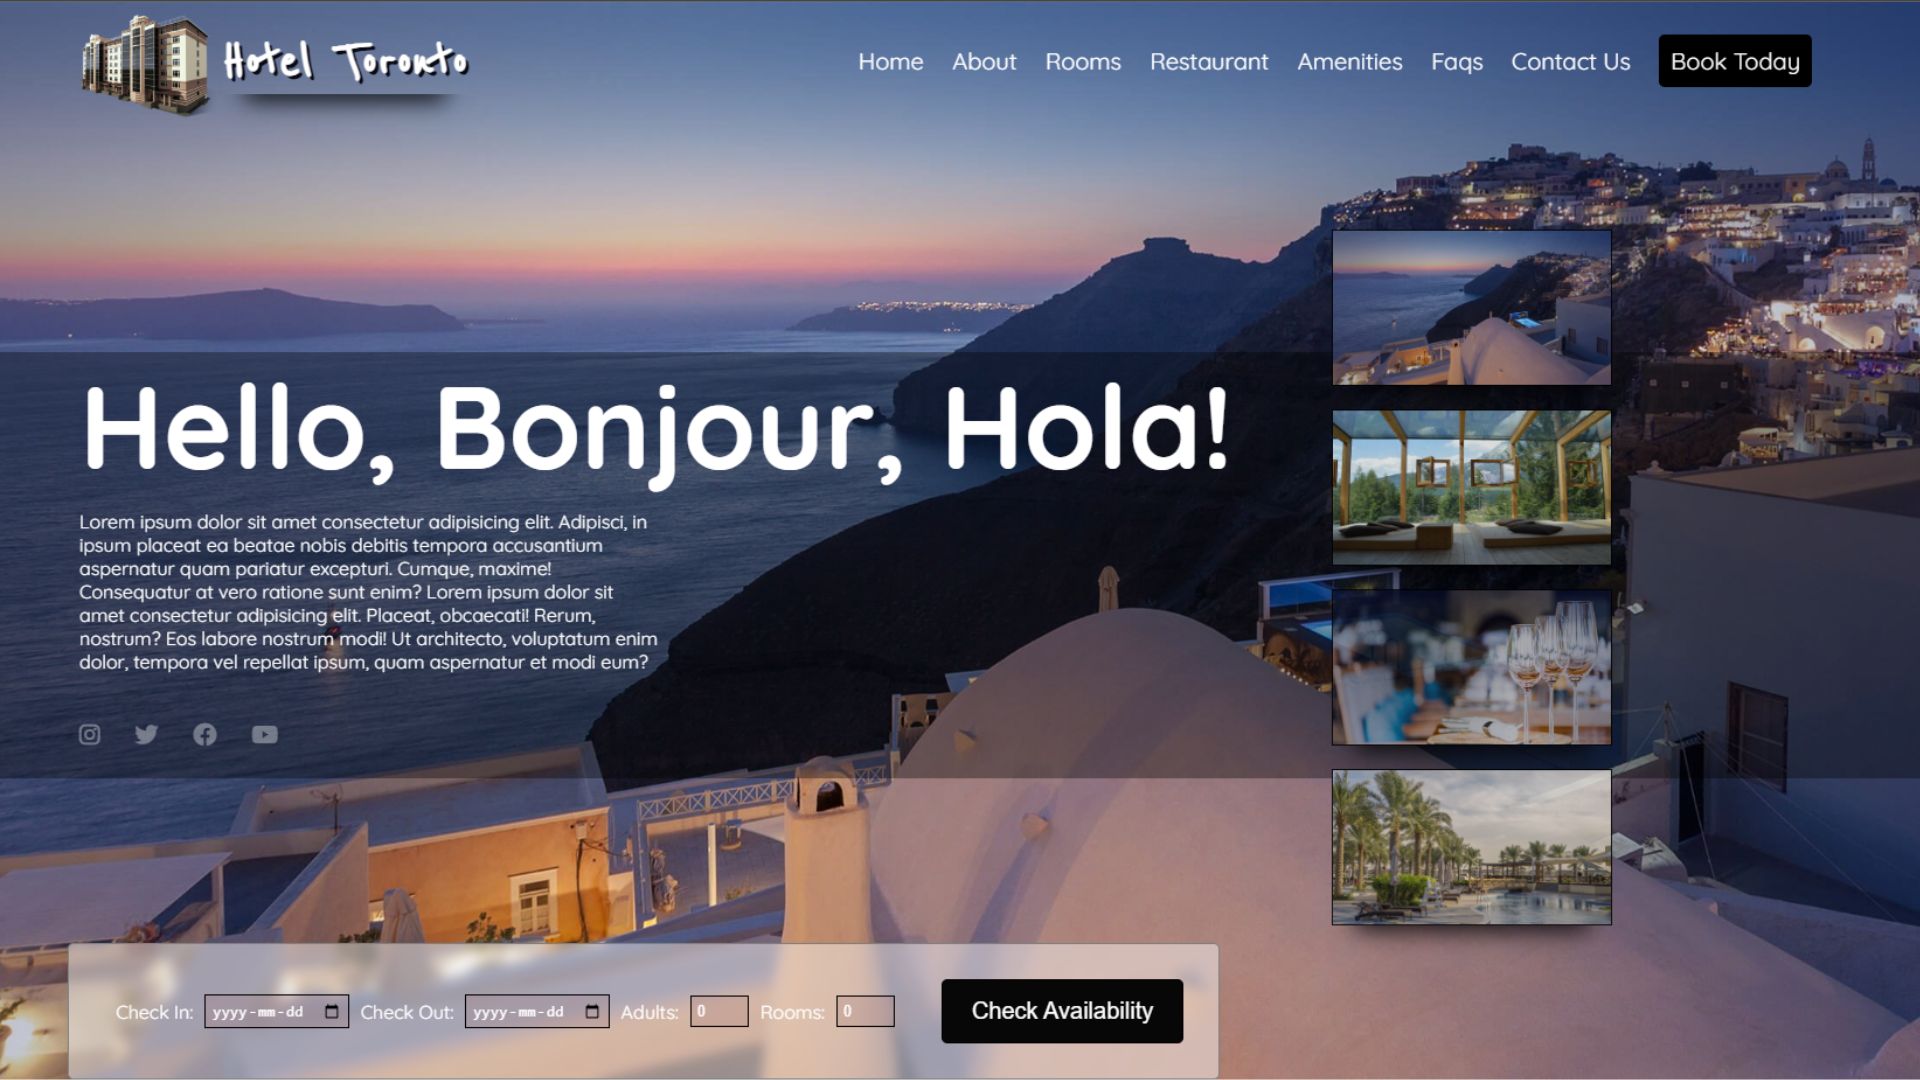 Hotel Toronto
Home About Rooms Restaurant Amenities Faqs Contact Us Book Today
Hello, Bonjour, Hola!
Lorem ipsum dolor sit amet consectetur adipisicing elit. Adipisci, in
ipsum placeat ea beatae nobis debitis tempora accusantium
aspernatur quam pariatur excepturi. Cumque, maxime!
Consequatur at vero ratione sunt enim? Lorem ipsum dolor sit
amet consectetur adipisicing elit. Placeat, obcaecati! Rerum,
nostrum? Eos labore nostrum modi! Ut architecto, voluptatum enim
dolor, tempora vel repellat ipsum, quam aspernatur et modi eum?
Check In: yyyy-mm-dd Check Out: yyyy-mm-dd Adults: 0 Rooms: 0 Check Availability